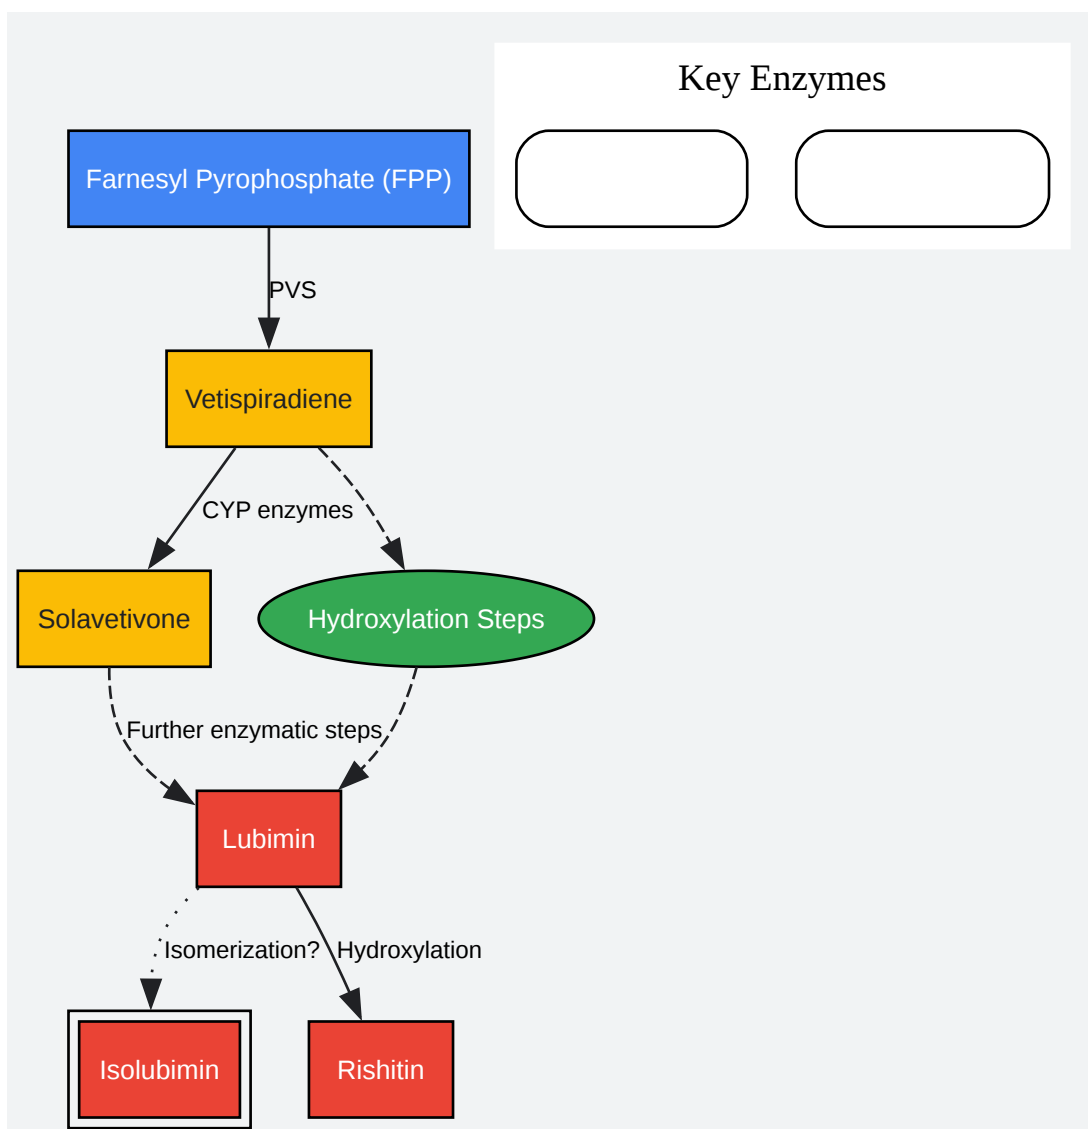 Key Enzymes
Farnesyl Pyrophosphate (FPP)
PVS
Vetispiradiene
CYP enzymes
Solavetivone
Hydroxylation Steps
Further enzymatic steps
Lubimin
Isomerization?
Hydroxylation
Isolubimin
Rishitin